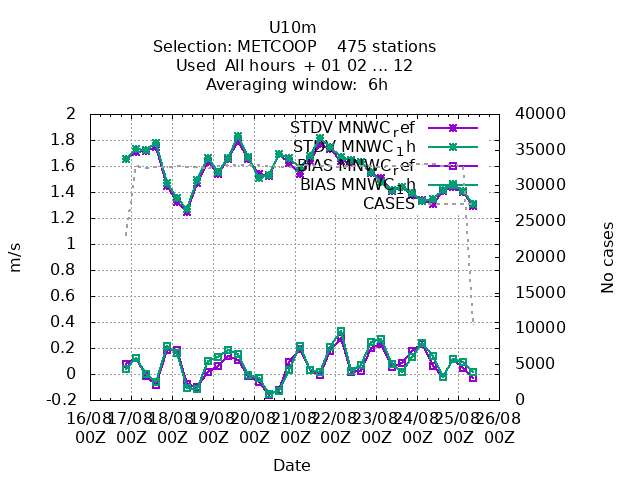 U10m
Selection: METCOOP 475 stations
Used All hours + 01 02 ... 12
Averaging window: 6h
STDV MNWC_ref
STDV MNWC_1h
BIAS MNWC_ref
BIAS MNWC_1h
CASES
m/s
2
1.8
1.6
1.4
1.2
1
0.8
0.6
0.4
0.2
0
-0.2
No cases
40000
35000
30000
25000
20000
15000
10000
5000
0
16/08 17/08 18/08 19/08 20/08 21/08 22/08 23/08 24/08 25/08 26/08
00Z 00Z 00Z 00Z 00Z 00Z 00Z 00Z 00Z 00Z 00Z
Date